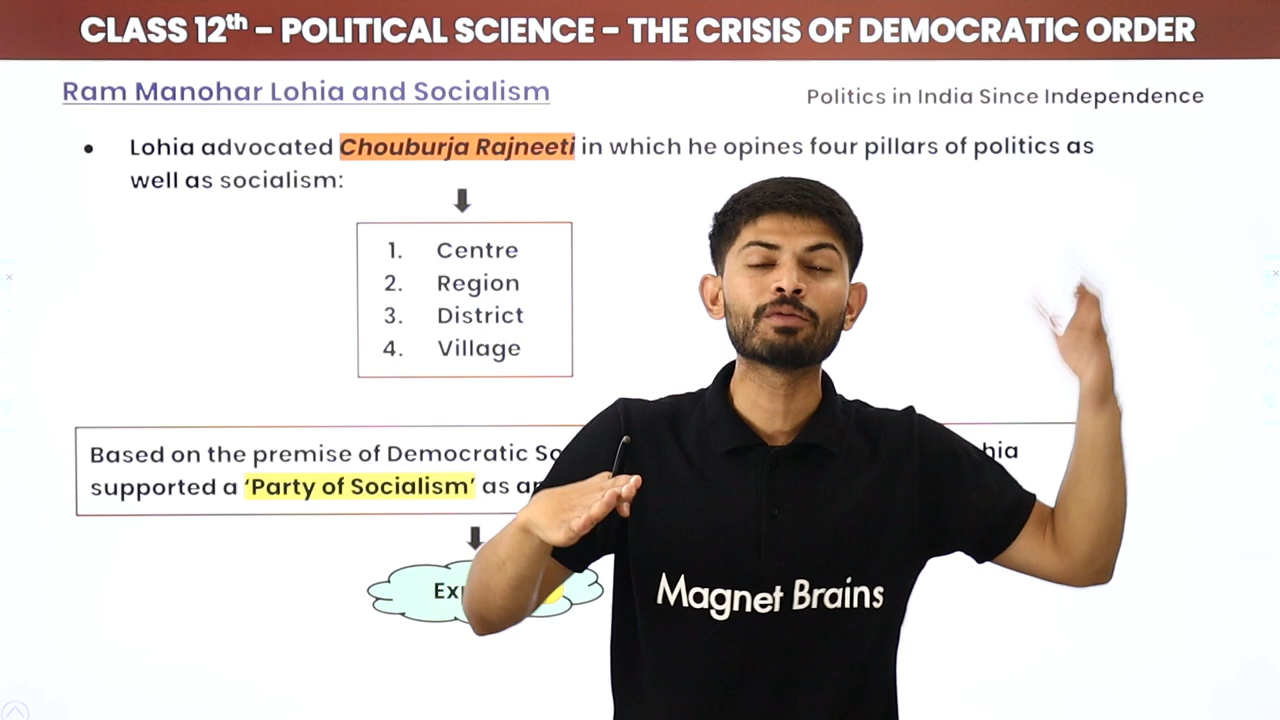 CLASS 12th – POLITICAL SCIENCE – THE CRISIS OF DEMOCRATIC ORDER
Ram Manohar Lohia and Socialism
Politics in India Since Independence
• Lohia advocated Chouburja Rajneeti in which he opines four pillars of politics as
well as socialism:
1. Centre
2. Region
3. District
4. Village
Based on the premise of Democratic
supported a ‘Party of Socialism’ as
Magnet Brains